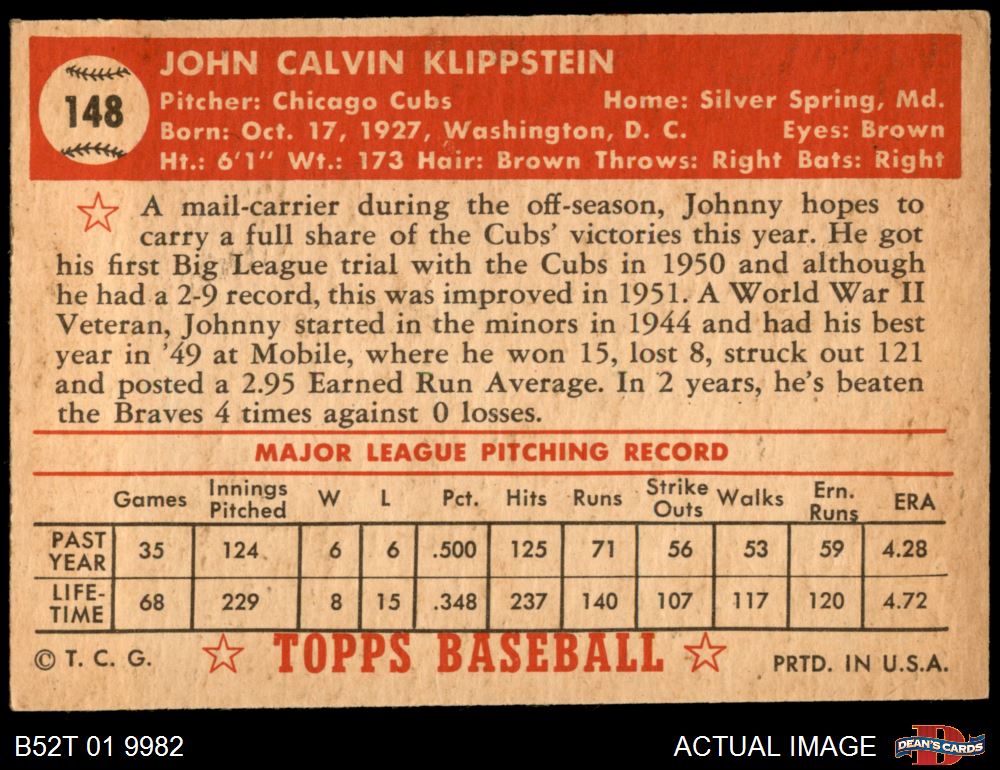 148
JOHN CALVIN KLIPPSTEIN
Pitcher: Chicago Cubs Home: Silver Spring, Md.
Born: Oct. 17, 1927, Washington, D. C. Eyes: Brown
Ht.: 6'1" Wt.: 173 Hair: Brown Throws: Right Bats: Right
A mail-carrier during the off-season, Johnny hopes to
carry a full share of the Cubs' victories this year. He got
his first Big League trial with the Cubs in 1950 and although
he had a 2-9 record, this was improved in 1951. A World War II
Veteran, Johnny started in the minors in 1944 and had his best
year in '49 at Mobile, where he won 15, lost 8, struck out 121
and posted a 2.95 Earned Run Average. In 2 years, he's beaten
the Braves 4 times against 0 losses.
MAJOR LEAGUE PITCHING RECORD
Games Innings Pitched W L Pct. Hits Runs Strike Outs Walks Ern. Runs ERA
PAST YEAR 35 124 6 6 .500 125 71 56 53 59 4.28
LIFE-TIME 68 229 8 15 .348 237 140 107 117 120 4.72
© T. C. G. TOPPS BASEBALL PRTD. IN U.S.A.
B52T 01 9982 ACTUAL IMAGE DEAN'S CARDS